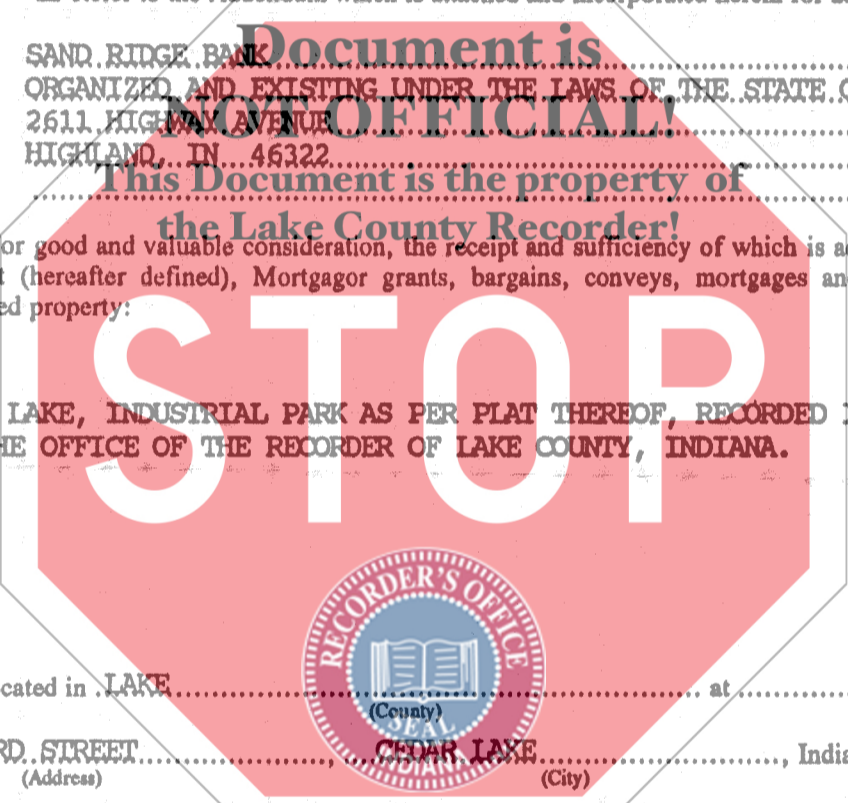 SAND RIDGE BANK
Document is
ORGANIZED AND EXISTING UNDER THE LAWS OF THE STATE
NOT OFFICIAL!
2611 HIGHWAY AVENUE
HIGHLAND, IN 46322
This Document is the property of
the Lake County Recorder!
or good and valuable consideration, the receipt and sufficiency of which is
(hereafter defined), Mortgagor grants, bargains, conveys, mortgages
property:
STOP
LAKE, INDUSTRIAL PARK AS PER PLAT THEREOF, RECORDED
OFFICE OF THE RECORDER OF LAKE COUNTY, INDIANA.
RECORDER'S OFFICE
cated in LAKE at
(County)
SEAL
RD STREET, CEDAR LAKE, India
INDIANA
(Address) (City)